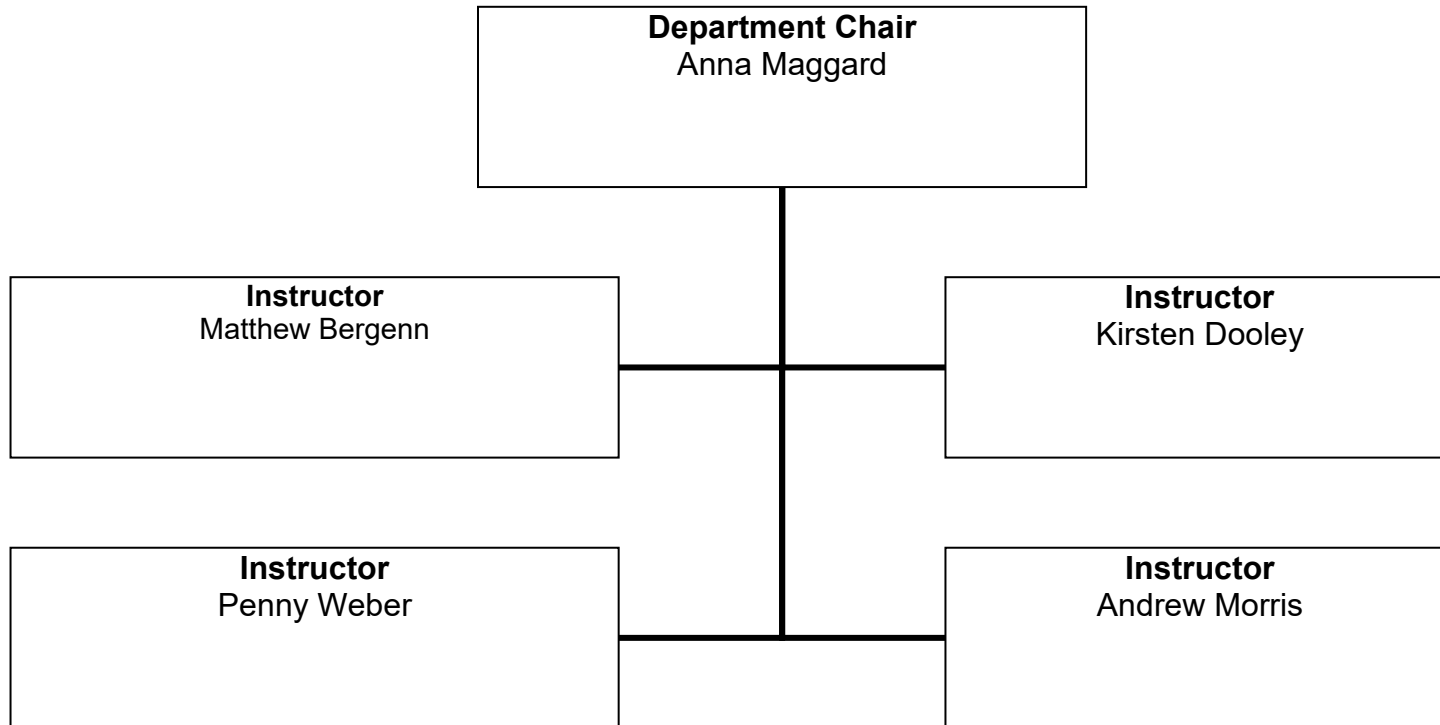 Department Chair
Anna Maggard
Instructor
Matthew Bergenn
Instructor
Kirsten Dooley
Instructor
Penny Weber
Instructor
Andrew Morris